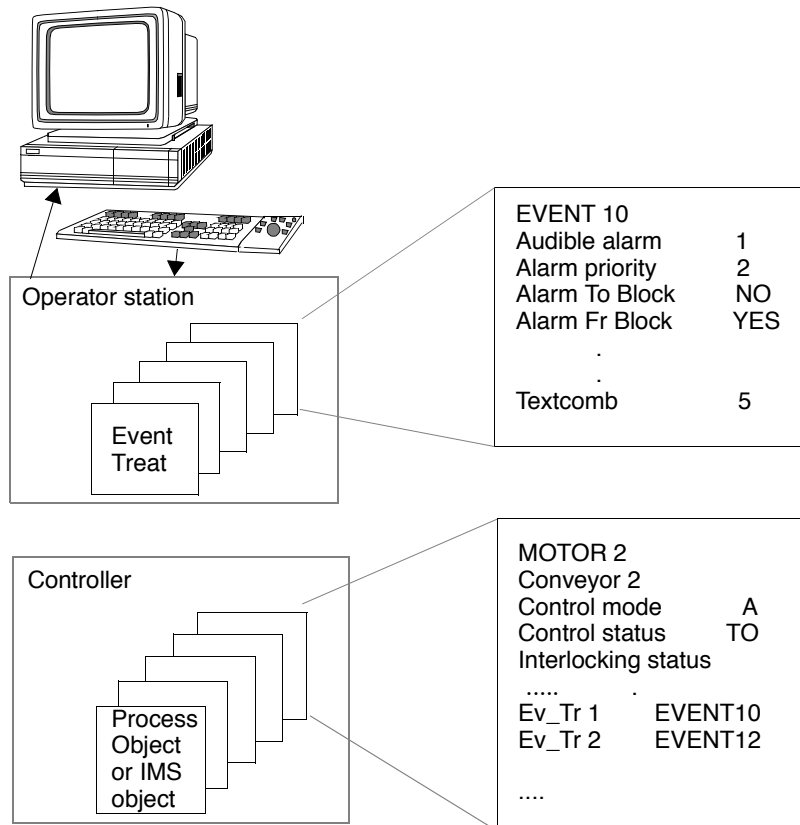 EVENT 10
Audible alarm 1
Alarm priority 2
Alarm To Block NO
Alarm Fr Block YES
.
.
Textcomb 5
Operator station
Event
Treat
MOTOR 2
Conveyor 2
Control mode A
Control status TO
Interlocking status
..... .
Ev_Tr 1 EVENT10
Ev_Tr 2 EVENT12
....
Controller
Process
Object
or IMS
object